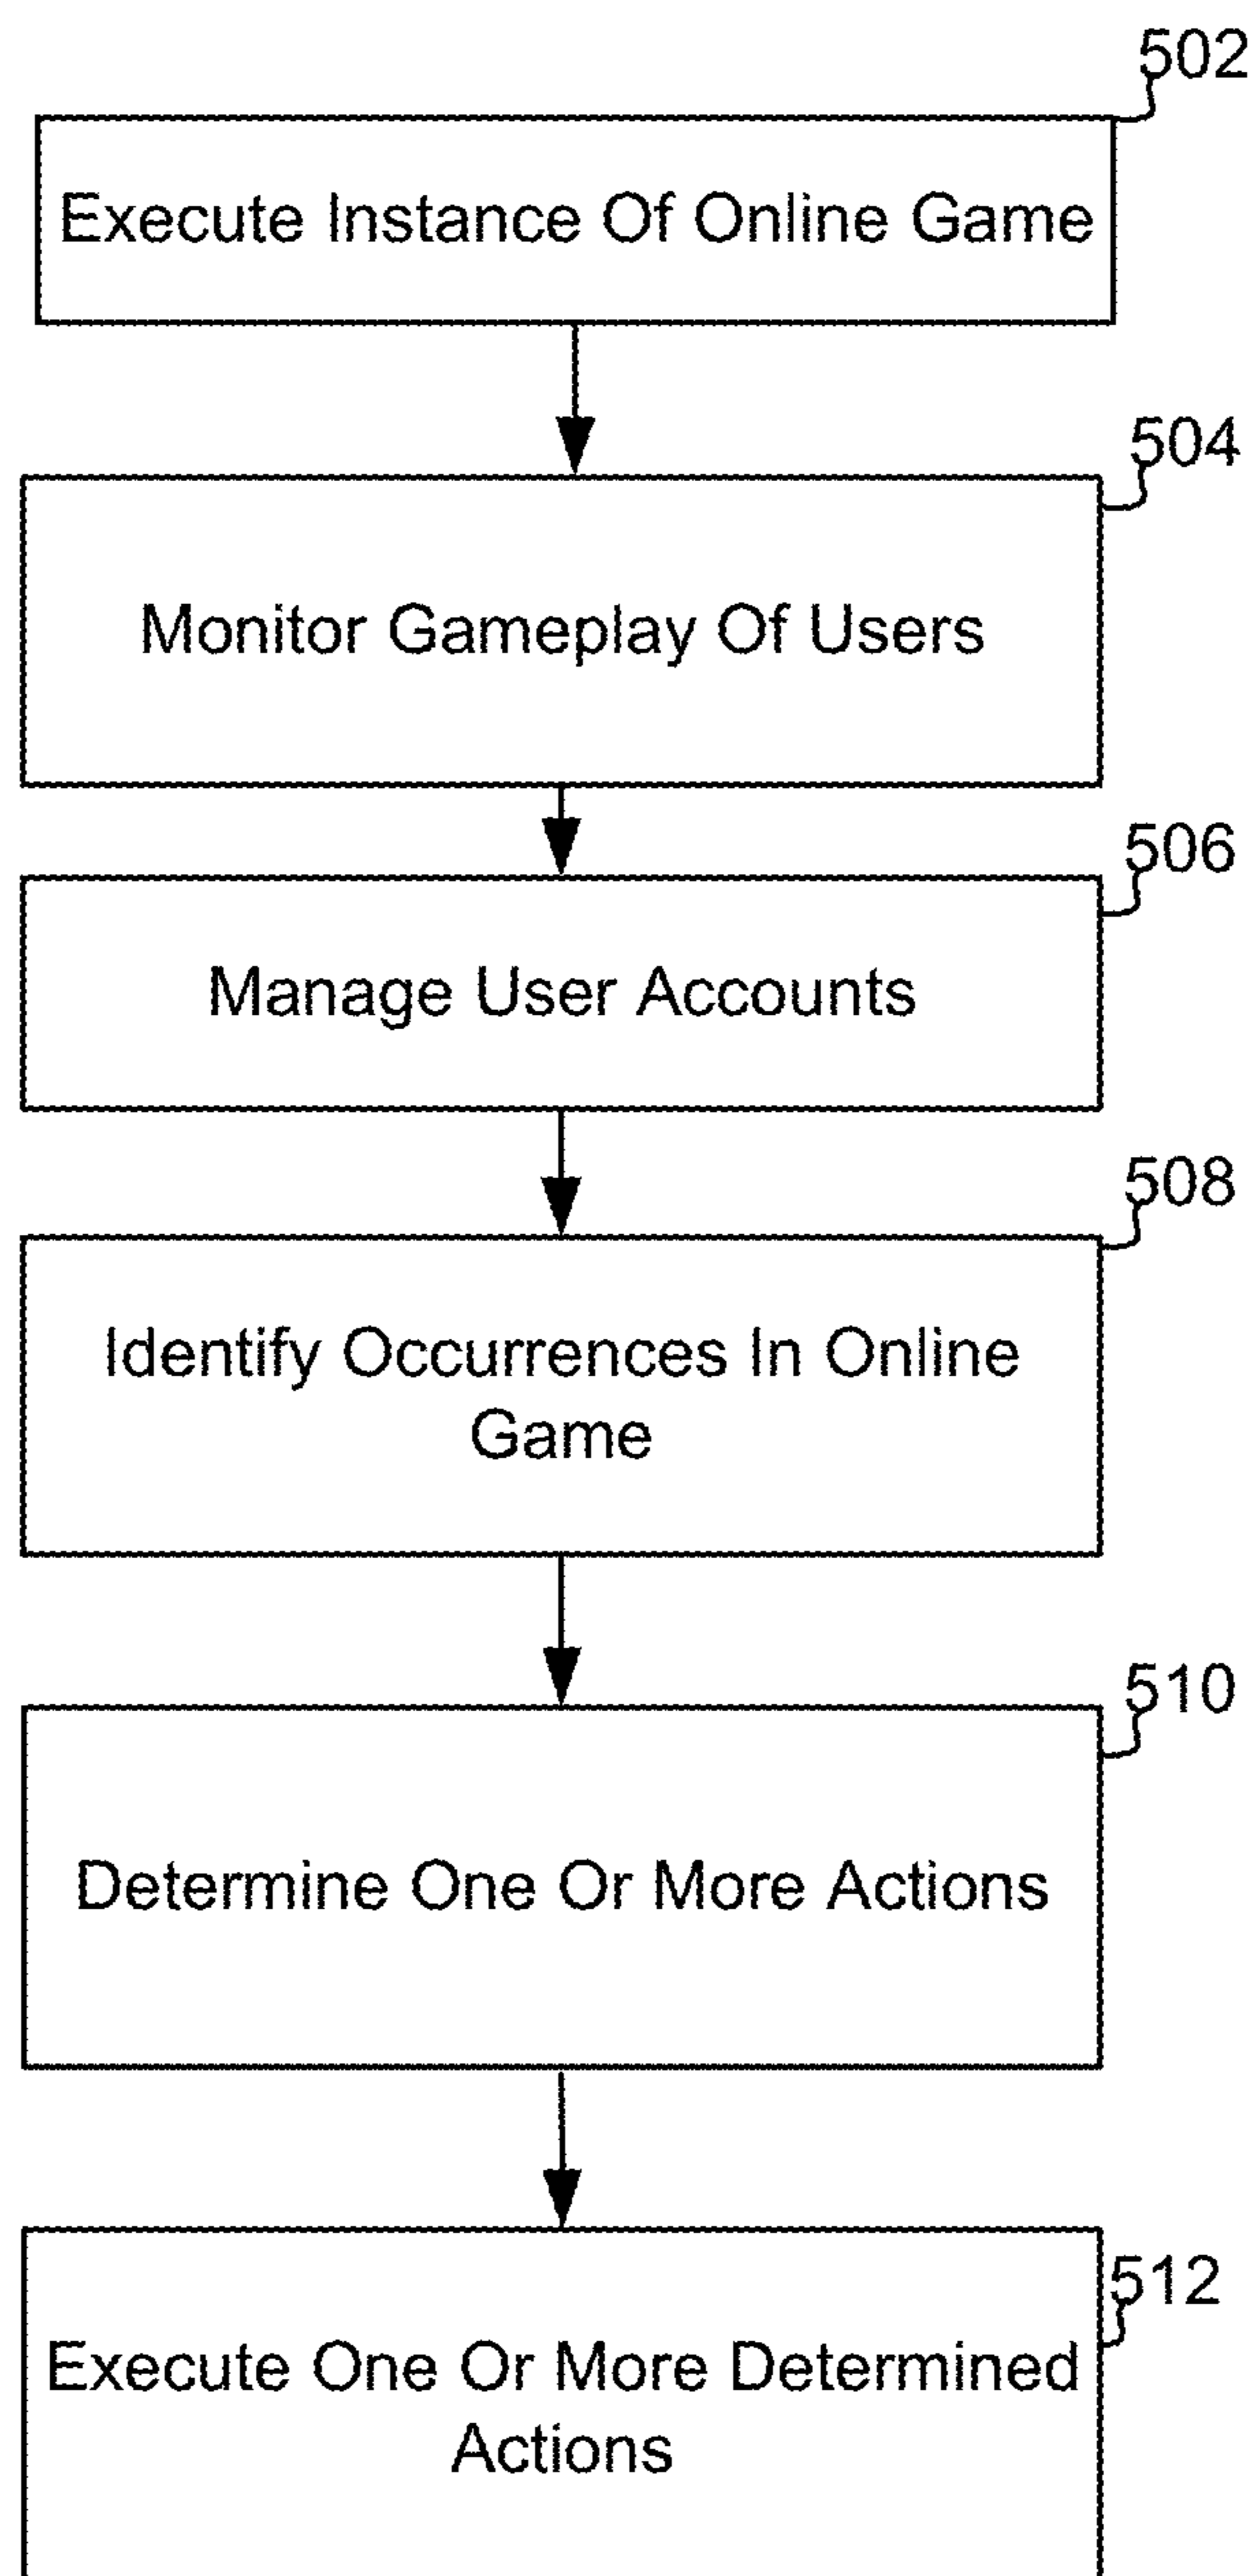 502
Execute Instance Of Online Game
504
Monitor Gameplay Of Users
506
Manage User Accounts
508
Identify Occurrences In Online
Game
510
Determine One Or More Actions
512
Execute One Or More Determined
Actions